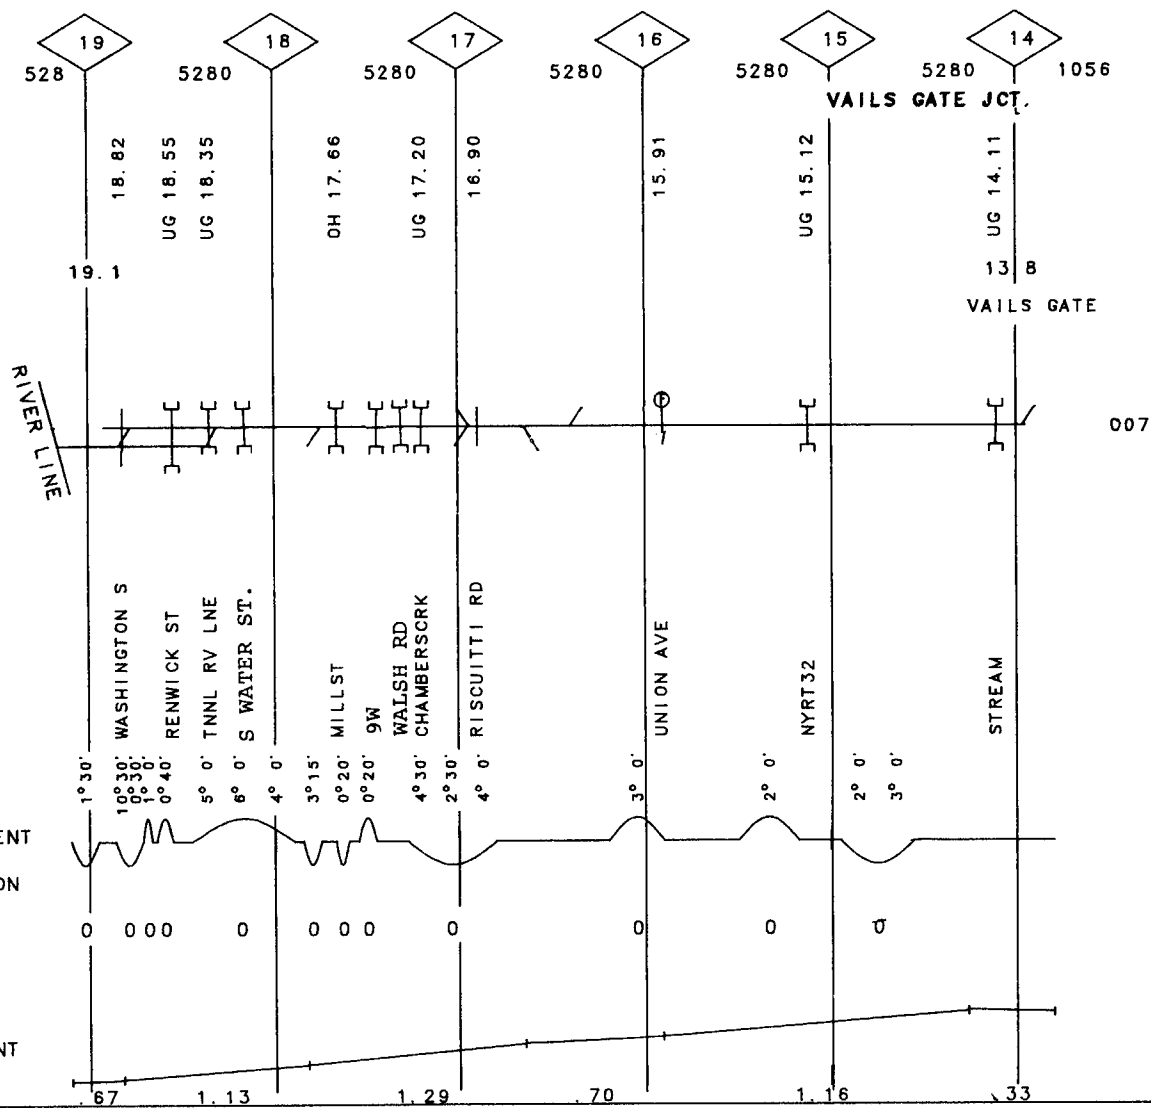 19 18 17 16 15 14
528 5280 5280 5280 5280 5280 1056
VAILS GATE JCT.
18.82
UG 18.55
UG 18.35
OH 17.66
UG 17.20
16.90
15.91
UG 15.12
UG 14.11
19.1
13.8
VAILS GATE
RIVER LINE
F
007
WASHINGTON S
RENWICK ST
TNNL RV LNE
S WATER ST.
MILLST
9W
WALSH RD
CHAMBERSCRK
RISCUITTI RD
UNION AVE
NYRT32
STREAM
1°30'
10°30'
0°30'
1° 0'
0°40'
5° 0'
6° 0'
4° 0'
3°15'
0°20'
0°20'
4°30'
2°30'
4° 0'
3° 0'
2° 0'
2° 0'
3° 0'
ENT
ON
0 0 0 0 0 0 0 0 0 0 0 0
NT
.67 1.13 1.29 .70 1.16 .33